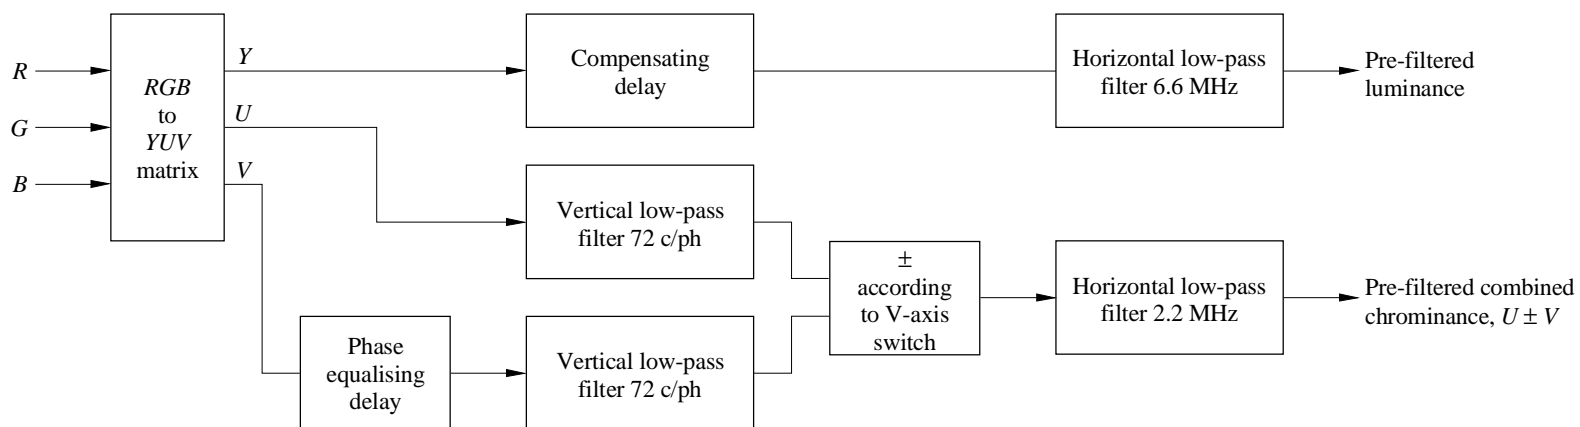 R
G
B
RGB
to
YUV
matrix
Y
U
V
Compensating
delay
Horizontal low-pass
filter 6.6 MHz
Pre-filtered
luminance
Vertical low-pass
filter 72 c/ph
Phase
equalising
delay
Vertical low-pass
filter 72 c/ph
±
according
to V-axis
switch
Horizontal low-pass
filter 2.2 MHz
Pre-filtered combined
chrominance, U ± V